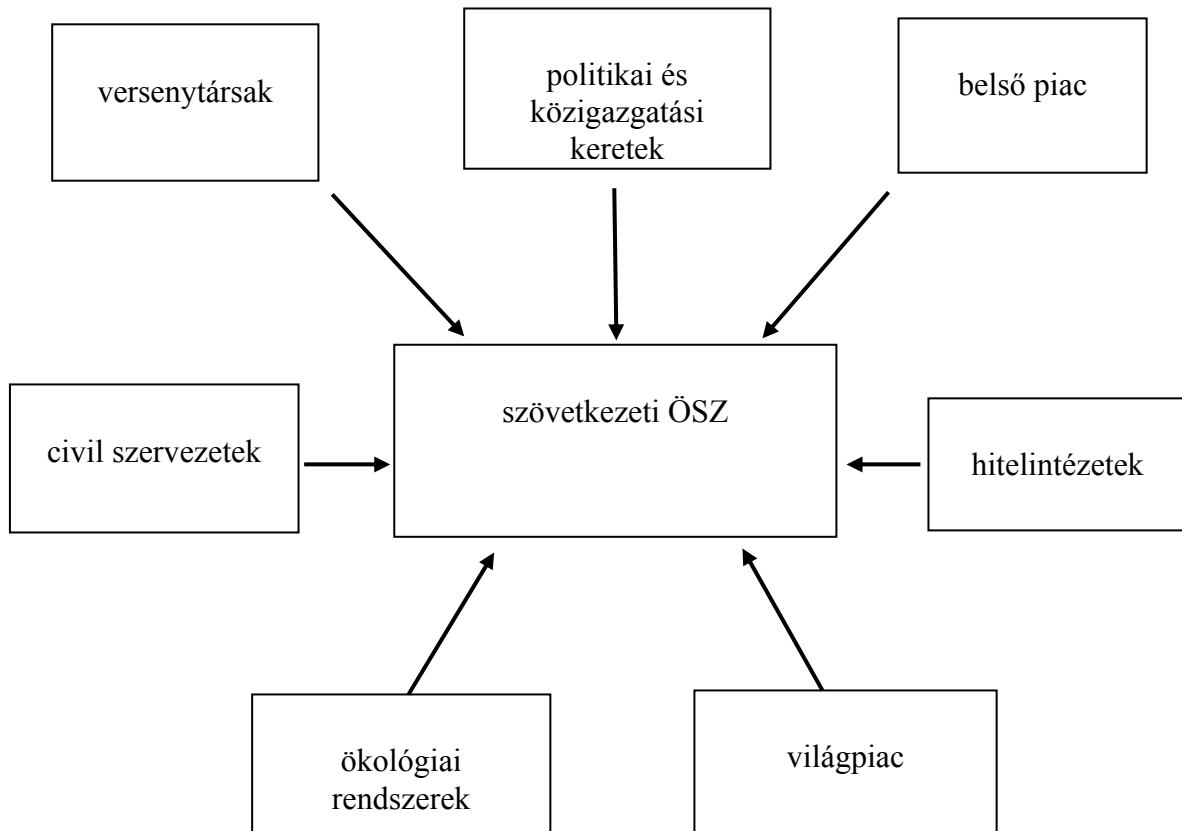 versenytársak
politikai és
közigazgatási
keretek
belső piac
civil szervezetek
szövetkezeti ÖSZ
hitelintézetek
ökológiai
rendszerek
világpiac